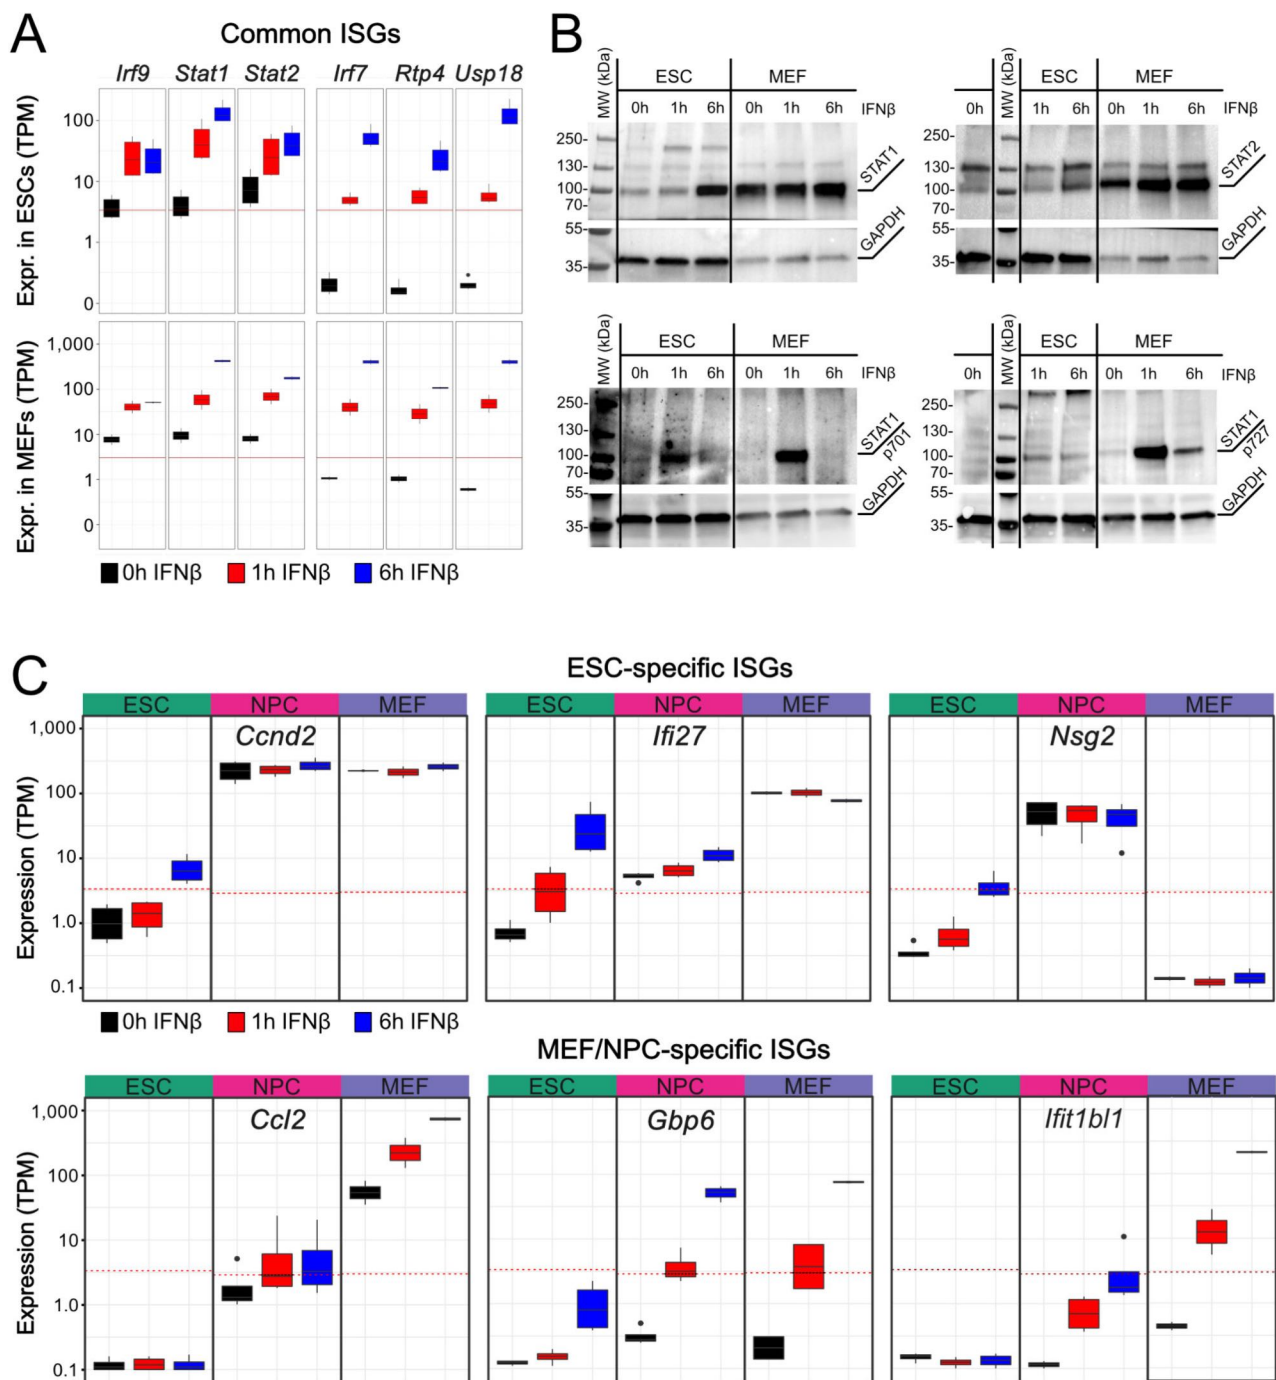 A
Common ISGs
Irf9 Stat1 Stat2 Irf7 Rtp4 Usp18
Expr. in ESCs (TPM)
100
10
1
0
Expr. in MEFs (TPM)
1,000
100
10
1
0
0h IFNβ 1h IFNβ 6h IFNβ
B
MW (kDa)
ESC MEF
0h 1h 6h 0h 1h 6h IFNβ
250-
130-
100-
70-
55-
35-
STAT1
GAPDH
MW (kDa)
ESC MEF
0h 1h 6h 0h 1h 6h IFNβ
250-
130-
100-
70-
55-
35-
STAT2
GAPDH
MW (kDa)
ESC MEF
0h 1h 6h 0h 1h 6h IFNβ
250-
130-
100-
70-
55-
35-
STAT1
p701
GAPDH
MW (kDa)
ESC MEF
0h 1h 6h 0h 1h 6h IFNβ
250-
130-
100-
70-
55-
35-
STAT1
p727
GAPDH
C
ESC-specific ISGs
ESC NPC MEF
Ccnd2
ESC NPC MEF
Ifi27
ESC NPC MEF
Nsg2
Expression (TPM)
1,000
100
10
1.0
0.1
0h IFNβ 1h IFNβ 6h IFNβ
MEF/NPC-specific ISGs
ESC NPC MEF
Ccl2
ESC NPC MEF
Gbp6
ESC NPC MEF
Ifit1bl1
Expression (TPM)
1,000
100
10
1.0
0.1